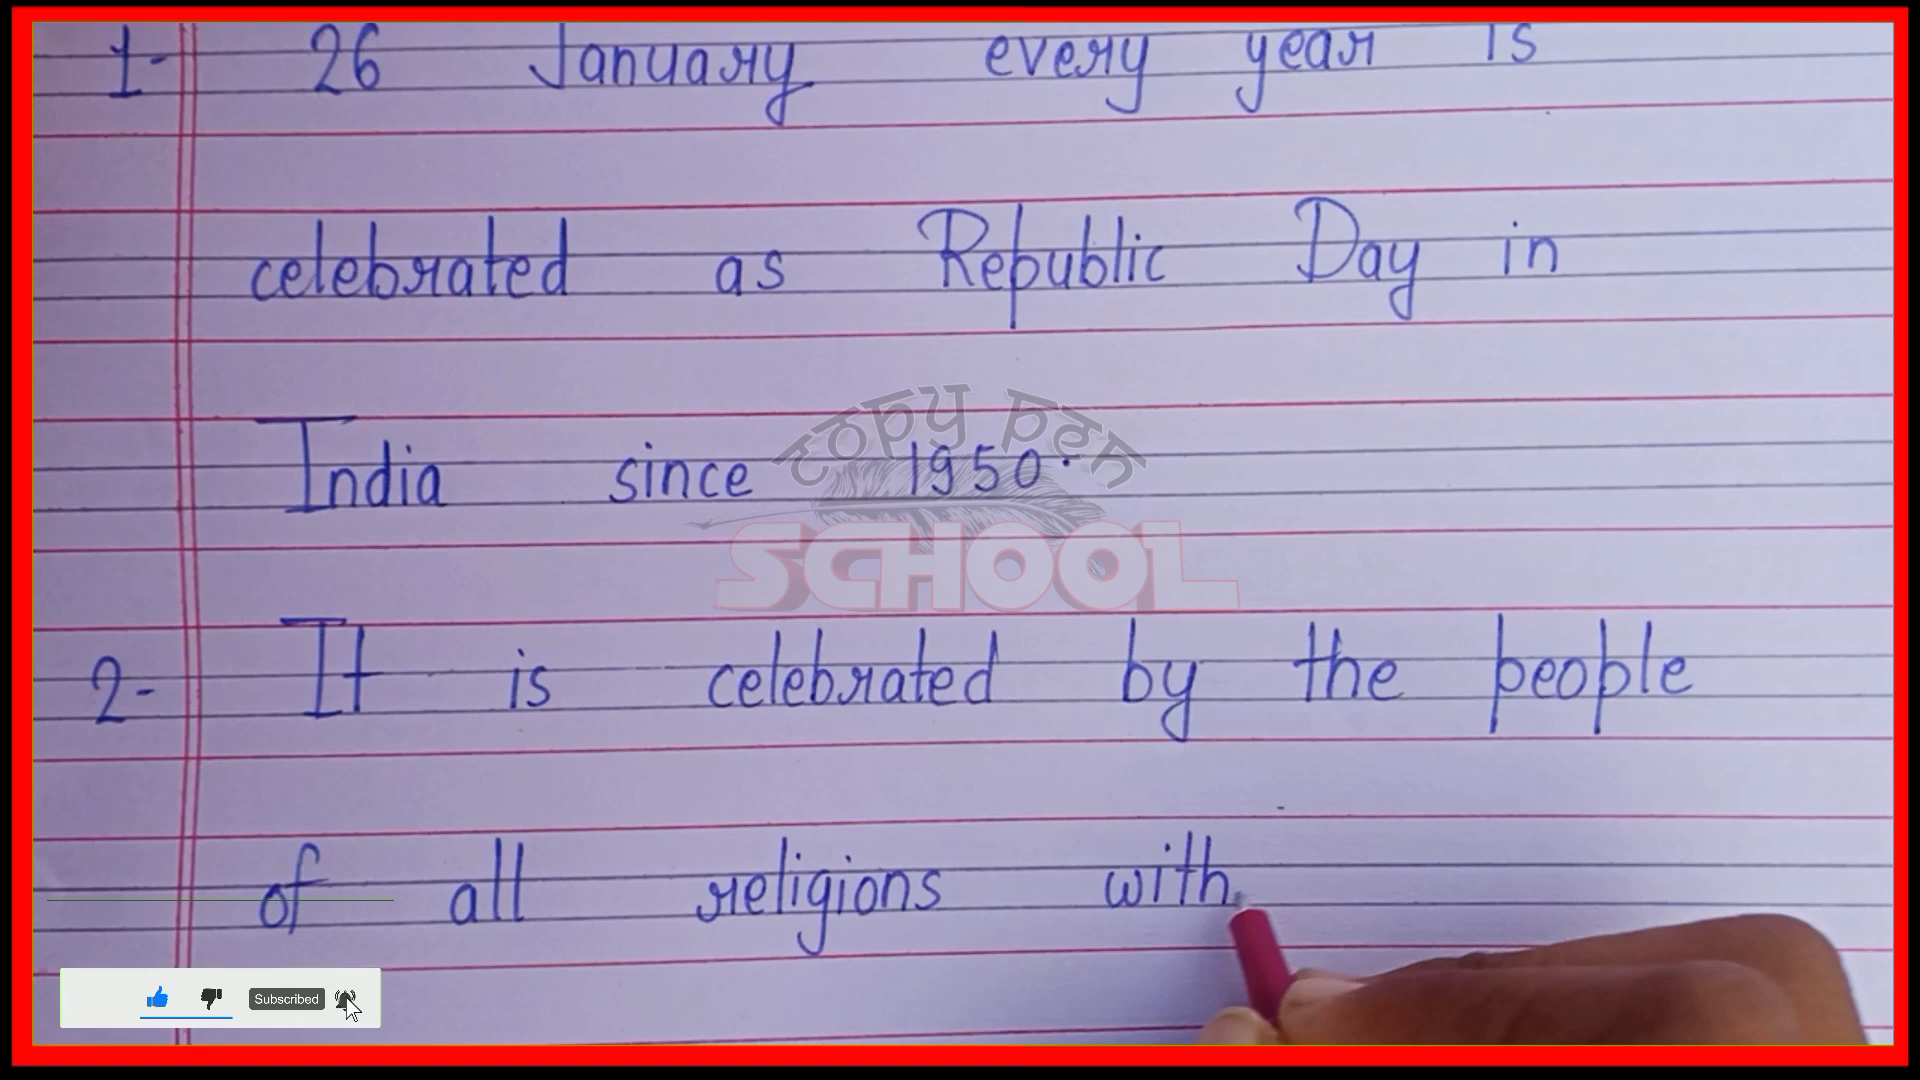 1- 26 January every year is
celebrated as Republic Day in
India since 1950.
कॉपी पेन
SCHOOL
2- It is celebrated by the people
of all religions with
Subscribed